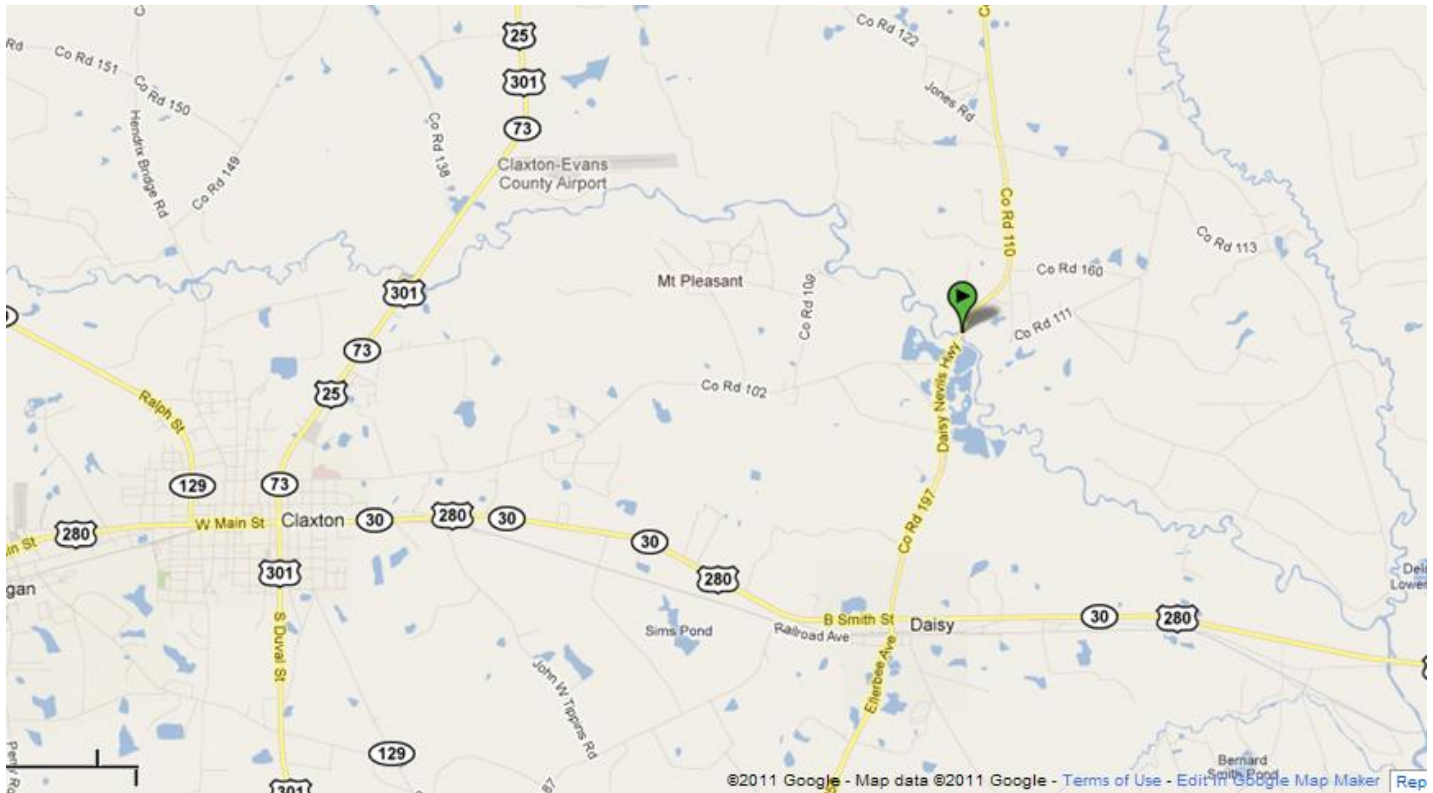 25
Co Rd 122
Rd
Co Rd 151
301
Co Rd 150
Jones Rd
73
Hendrix Bridge Rd
Co Rd 138
Claxton-Evans
County Airport
Co Rd 149
Co Rd 110
Co Rd 113
Mt Pleasant
Co Rd 160
301
Co Rd 109
Co Rd 111
73
Daisy Nevils Hwy
25
Co Rd 102
Ralph St
129
73
Co Rd 197
280
W Main St
Claxton
30
280
30
in St
30
301
280
gan
B Smith St
Daisy
30
280
Sims Pond
Railroad Ave
S Duval St
Ellerbee Ave
John W Tippins Rd
129
Bernard
Smith Pond
301
67
©2011 Google - Map data ©2011 Google - Terms of Use - Edit in Google Map Maker
Rep